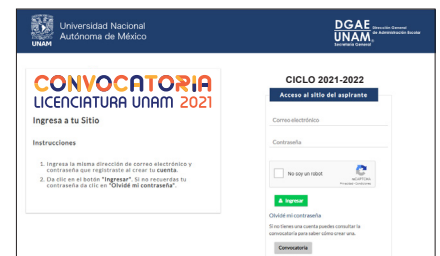 Universidad Nacional
Autónoma de México
UNAM
DGAE
UNAM
Dirección General
de Administración Escolar
Secretaría General
CONVOCATORIA
LICENCIATURA UNAM 2021
Ingresa a tu Sitio
Instrucciones
1. Ingresa la misma dirección de correo electrónico y
contraseña que registraste al crear tu cuenta.
2. Da clic en el botón "Ingresar". Si no recuerdas tu
contraseña da clic en "Olvidé mi contraseña".
CICLO 2021-2022
Acceso al sitio del aspirante
Correo electrónico
Contraseña
No soy un robot
reCAPTCHA
Privacidad - Condiciones
Ingresar
Olvidé mi contraseña
Si no tienes una cuenta puedes consultar la
convocatoria para saber cómo crear una.
Convocatoria